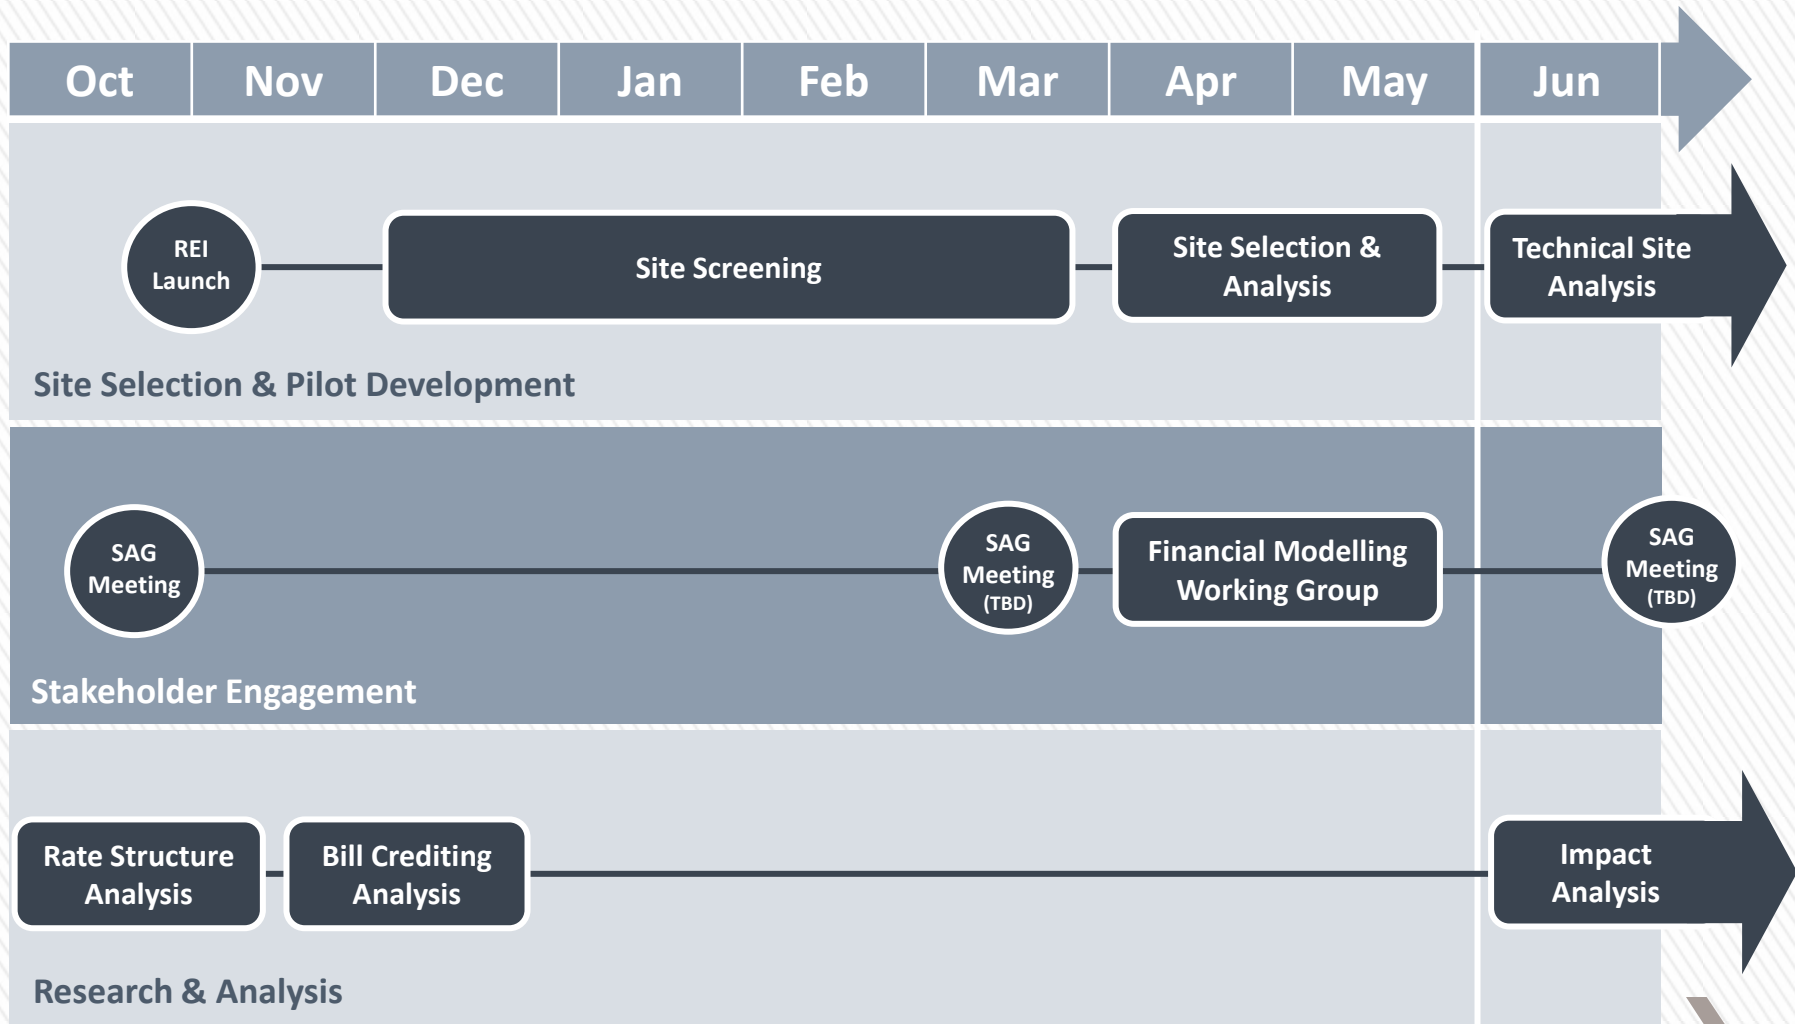 Oct Nov Dec Jan Feb Mar Apr May Jun
REI
Launch
Site Screening
Site Selection &
Analysis
Technical Site
Analysis
Site Selection & Pilot Development
SAG
Meeting
SAG
Meeting
(TBD)
Financial Modelling
Working Group
SAG
Meeting
(TBD)
Stakeholder Engagement
Rate Structure
Analysis
Bill Crediting
Analysis
Impact
Analysis
Research & Analysis